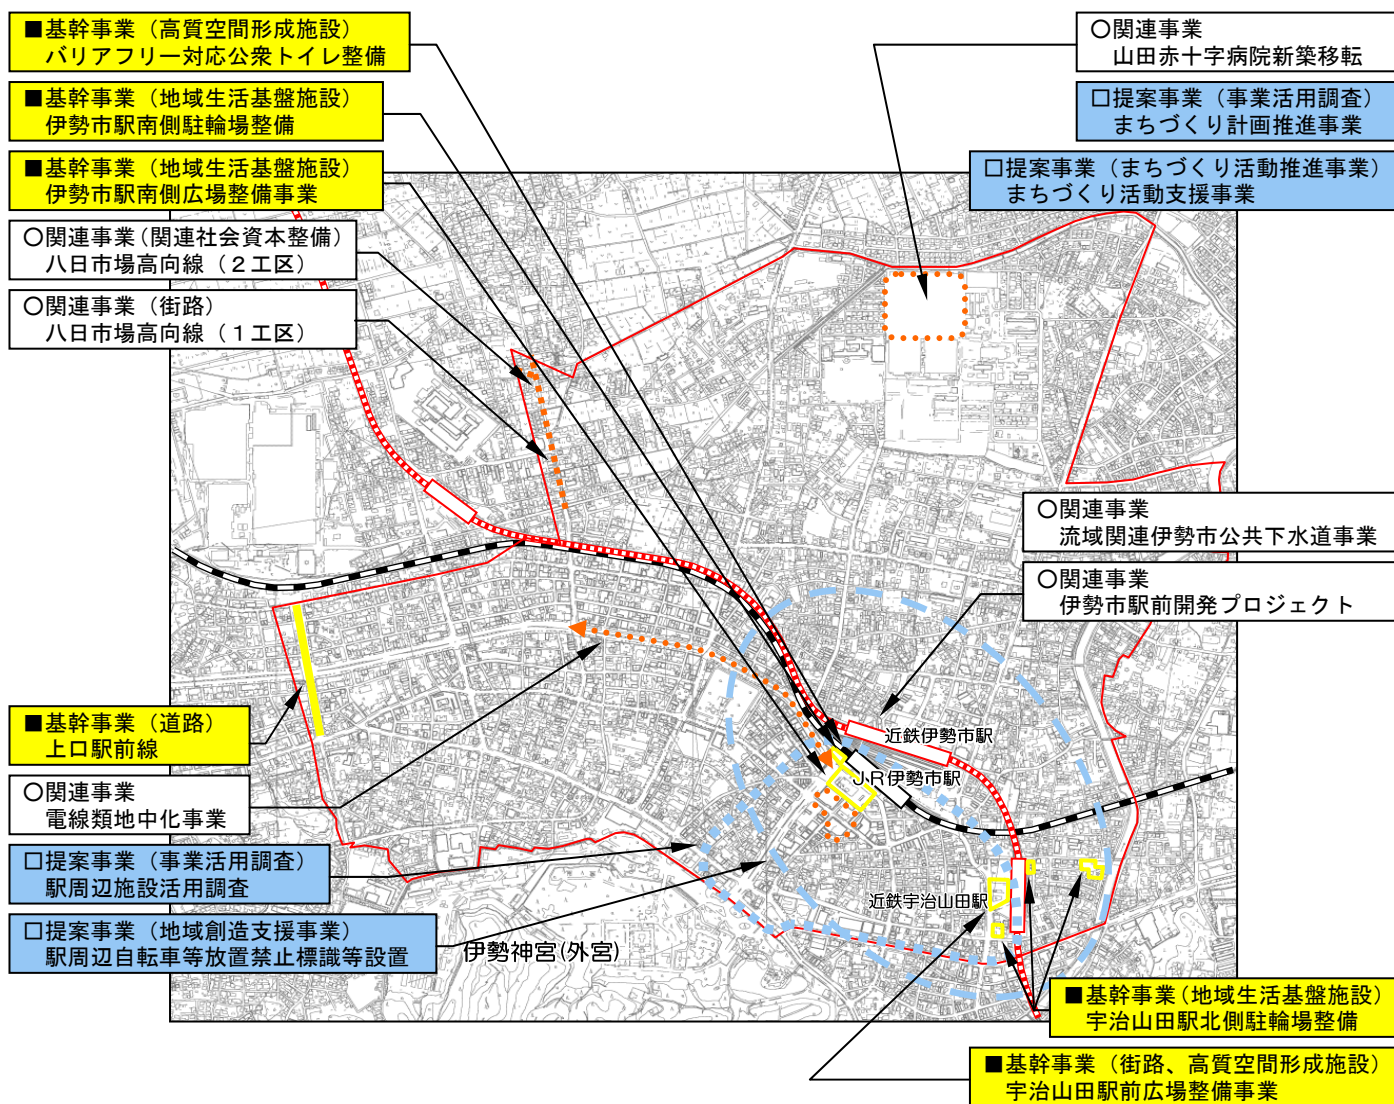 ■基幹事業（高質空間形成施設）
バリアフリー対応公衆トイレ整備
■基幹事業（地域生活基盤施設）
伊勢市駅南側駐輪場整備
■基幹事業（地域生活基盤施設）
伊勢市駅南側広場整備事業
○関連事業(関連社会資本整備)
八日市場高向線（２工区）
○関連事業（街路）
八日市場高向線（１工区）
○関連事業
山田赤十字病院新築移転
□提案事業（事業活用調査）
まちづくり計画推進事業
□提案事業（まちづくり活動推進事業）
まちづくり活動支援事業
○関連事業
流域関連伊勢市公共下水道事業
○関連事業
伊勢市駅前開発プロジェクト
近鉄伊勢市駅
ＪＲ伊勢市駅
近鉄宇治山田駅
伊勢神宮(外宮)
■基幹事業（道路）
上口駅前線
○関連事業
電線類地中化事業
□提案事業（事業活用調査）
駅周辺施設活用調査
□提案事業（地域創造支援事業）
駅周辺自転車等放置禁止標識等設置
■基幹事業(地域生活基盤施設)
宇治山田駅北側駐輪場整備
■基幹事業（街路、高質空間形成施設）
宇治山田駅前広場整備事業